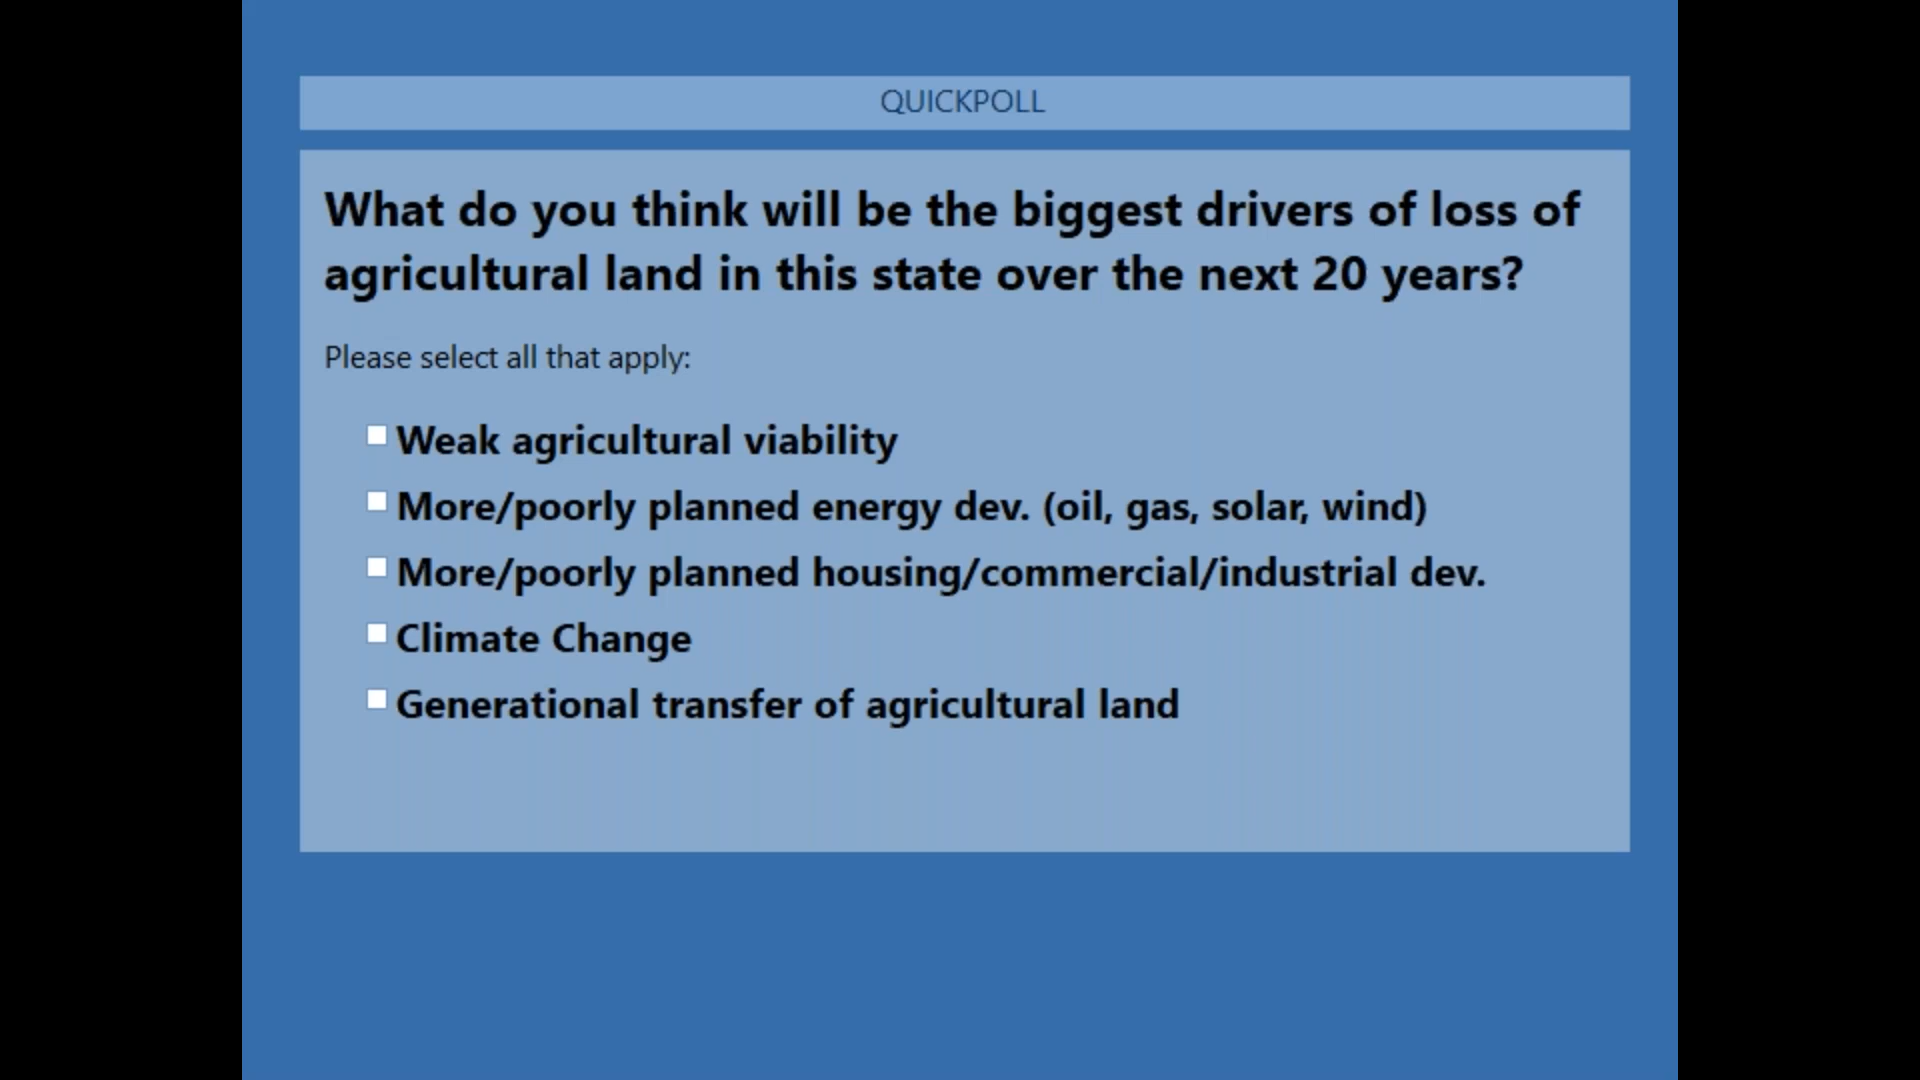 QUICKPOLL
What do you think will be the biggest drivers of loss of
agricultural land in this state over the next 20 years?
Please select all that apply:
Weak agricultural viability
More/poorly planned energy dev. (oil, gas, solar, wind)
More/poorly planned housing/commercial/industrial dev.
Climate Change
Generational transfer of agricultural land